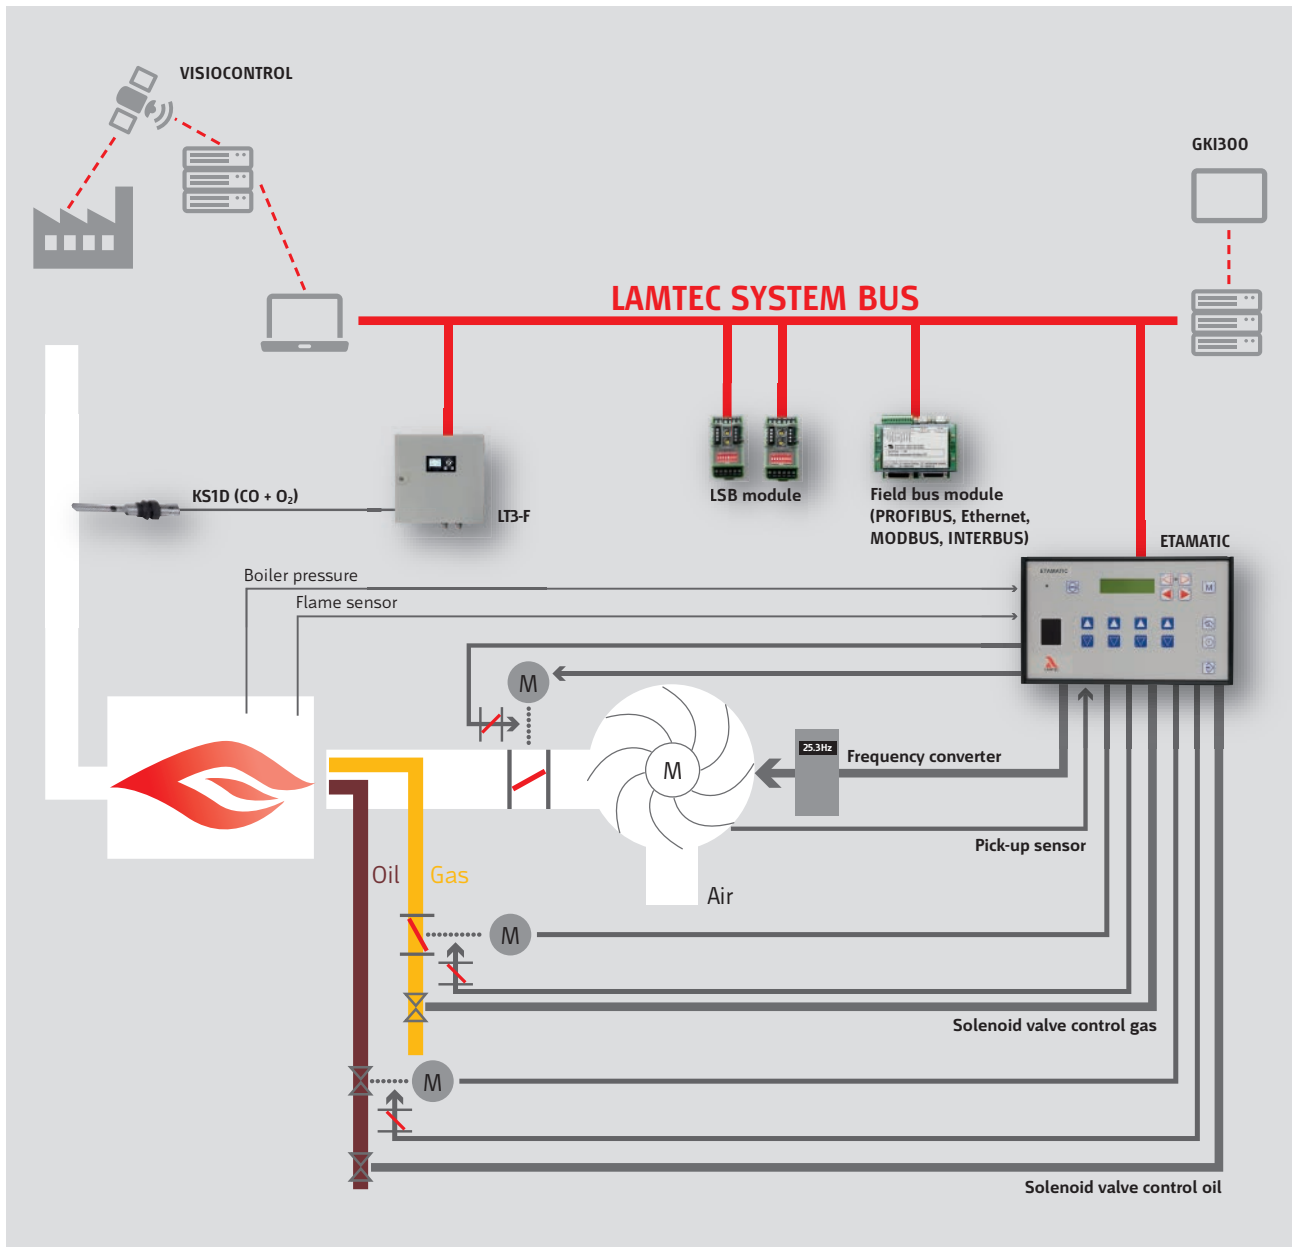 VISIOCONTROL
GKI300
LAMTEC SYSTEM BUS
KS1D (CO + O₂)
LT3-F
LSB module
Field bus module
(PROFIBUS, Ethernet,
MODBUS, INTERBUS)
ETAMATIC
ETAMATIC
M
Boiler pressure
Flame sensor
M
M
25.3Hz
Frequency converter
Pick-up sensor
Oil
Gas
Air
M
Solenoid valve control gas
M
Solenoid valve control oil